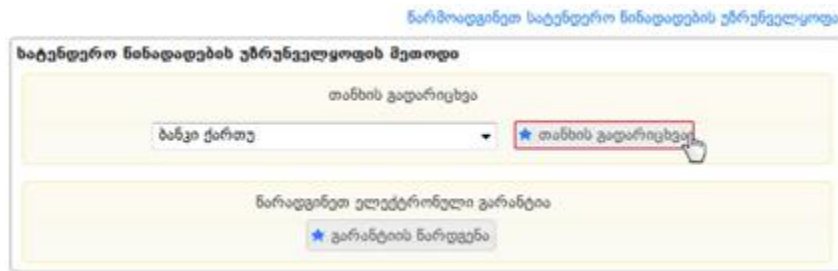 წარმოადგინეთ სატენდერო წინადადების უზრუნველყოფა
სატენდერო წინადადების უზრუნველყოფის მეთოდი
თანხის გადარიცხვა
ბანკი ქართუ
თანხის გადარიცხვა
წარადგინეთ ელექტრონული გარანტია
გარანტიის წარდგენა